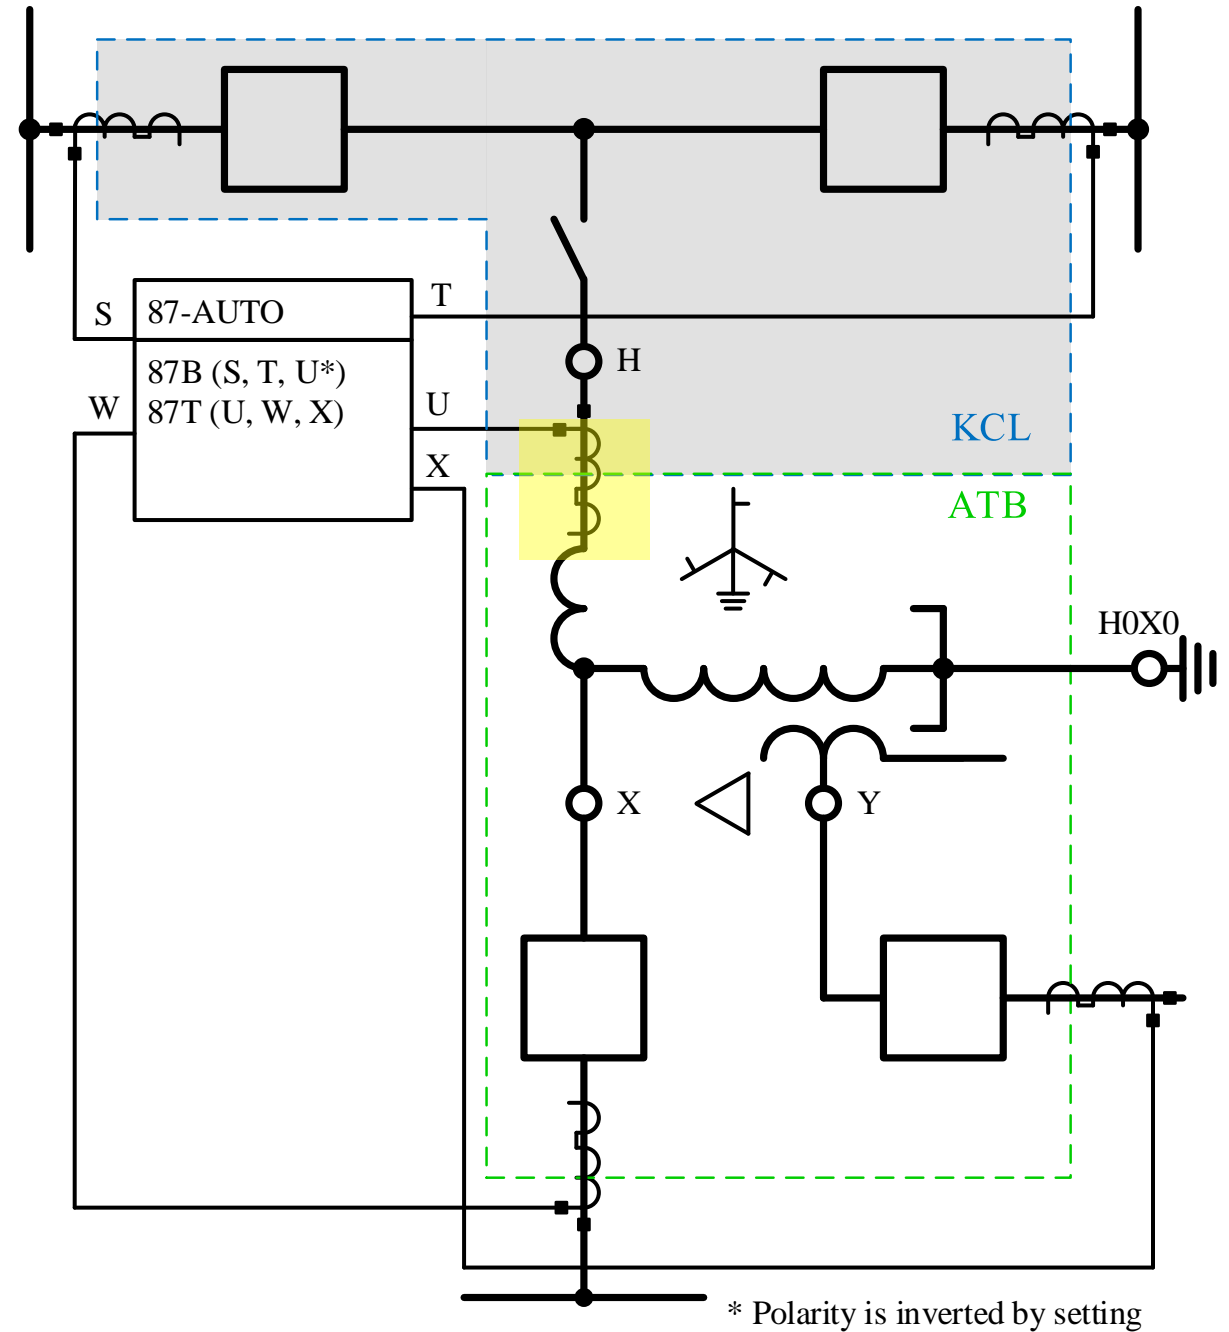 S
87-AUTO
T
87B (S, T, U*)
87T (U, W, X)
W
U
X
H
KCL
ATB
H0X0
X
Y
* Polarity is inverted by setting